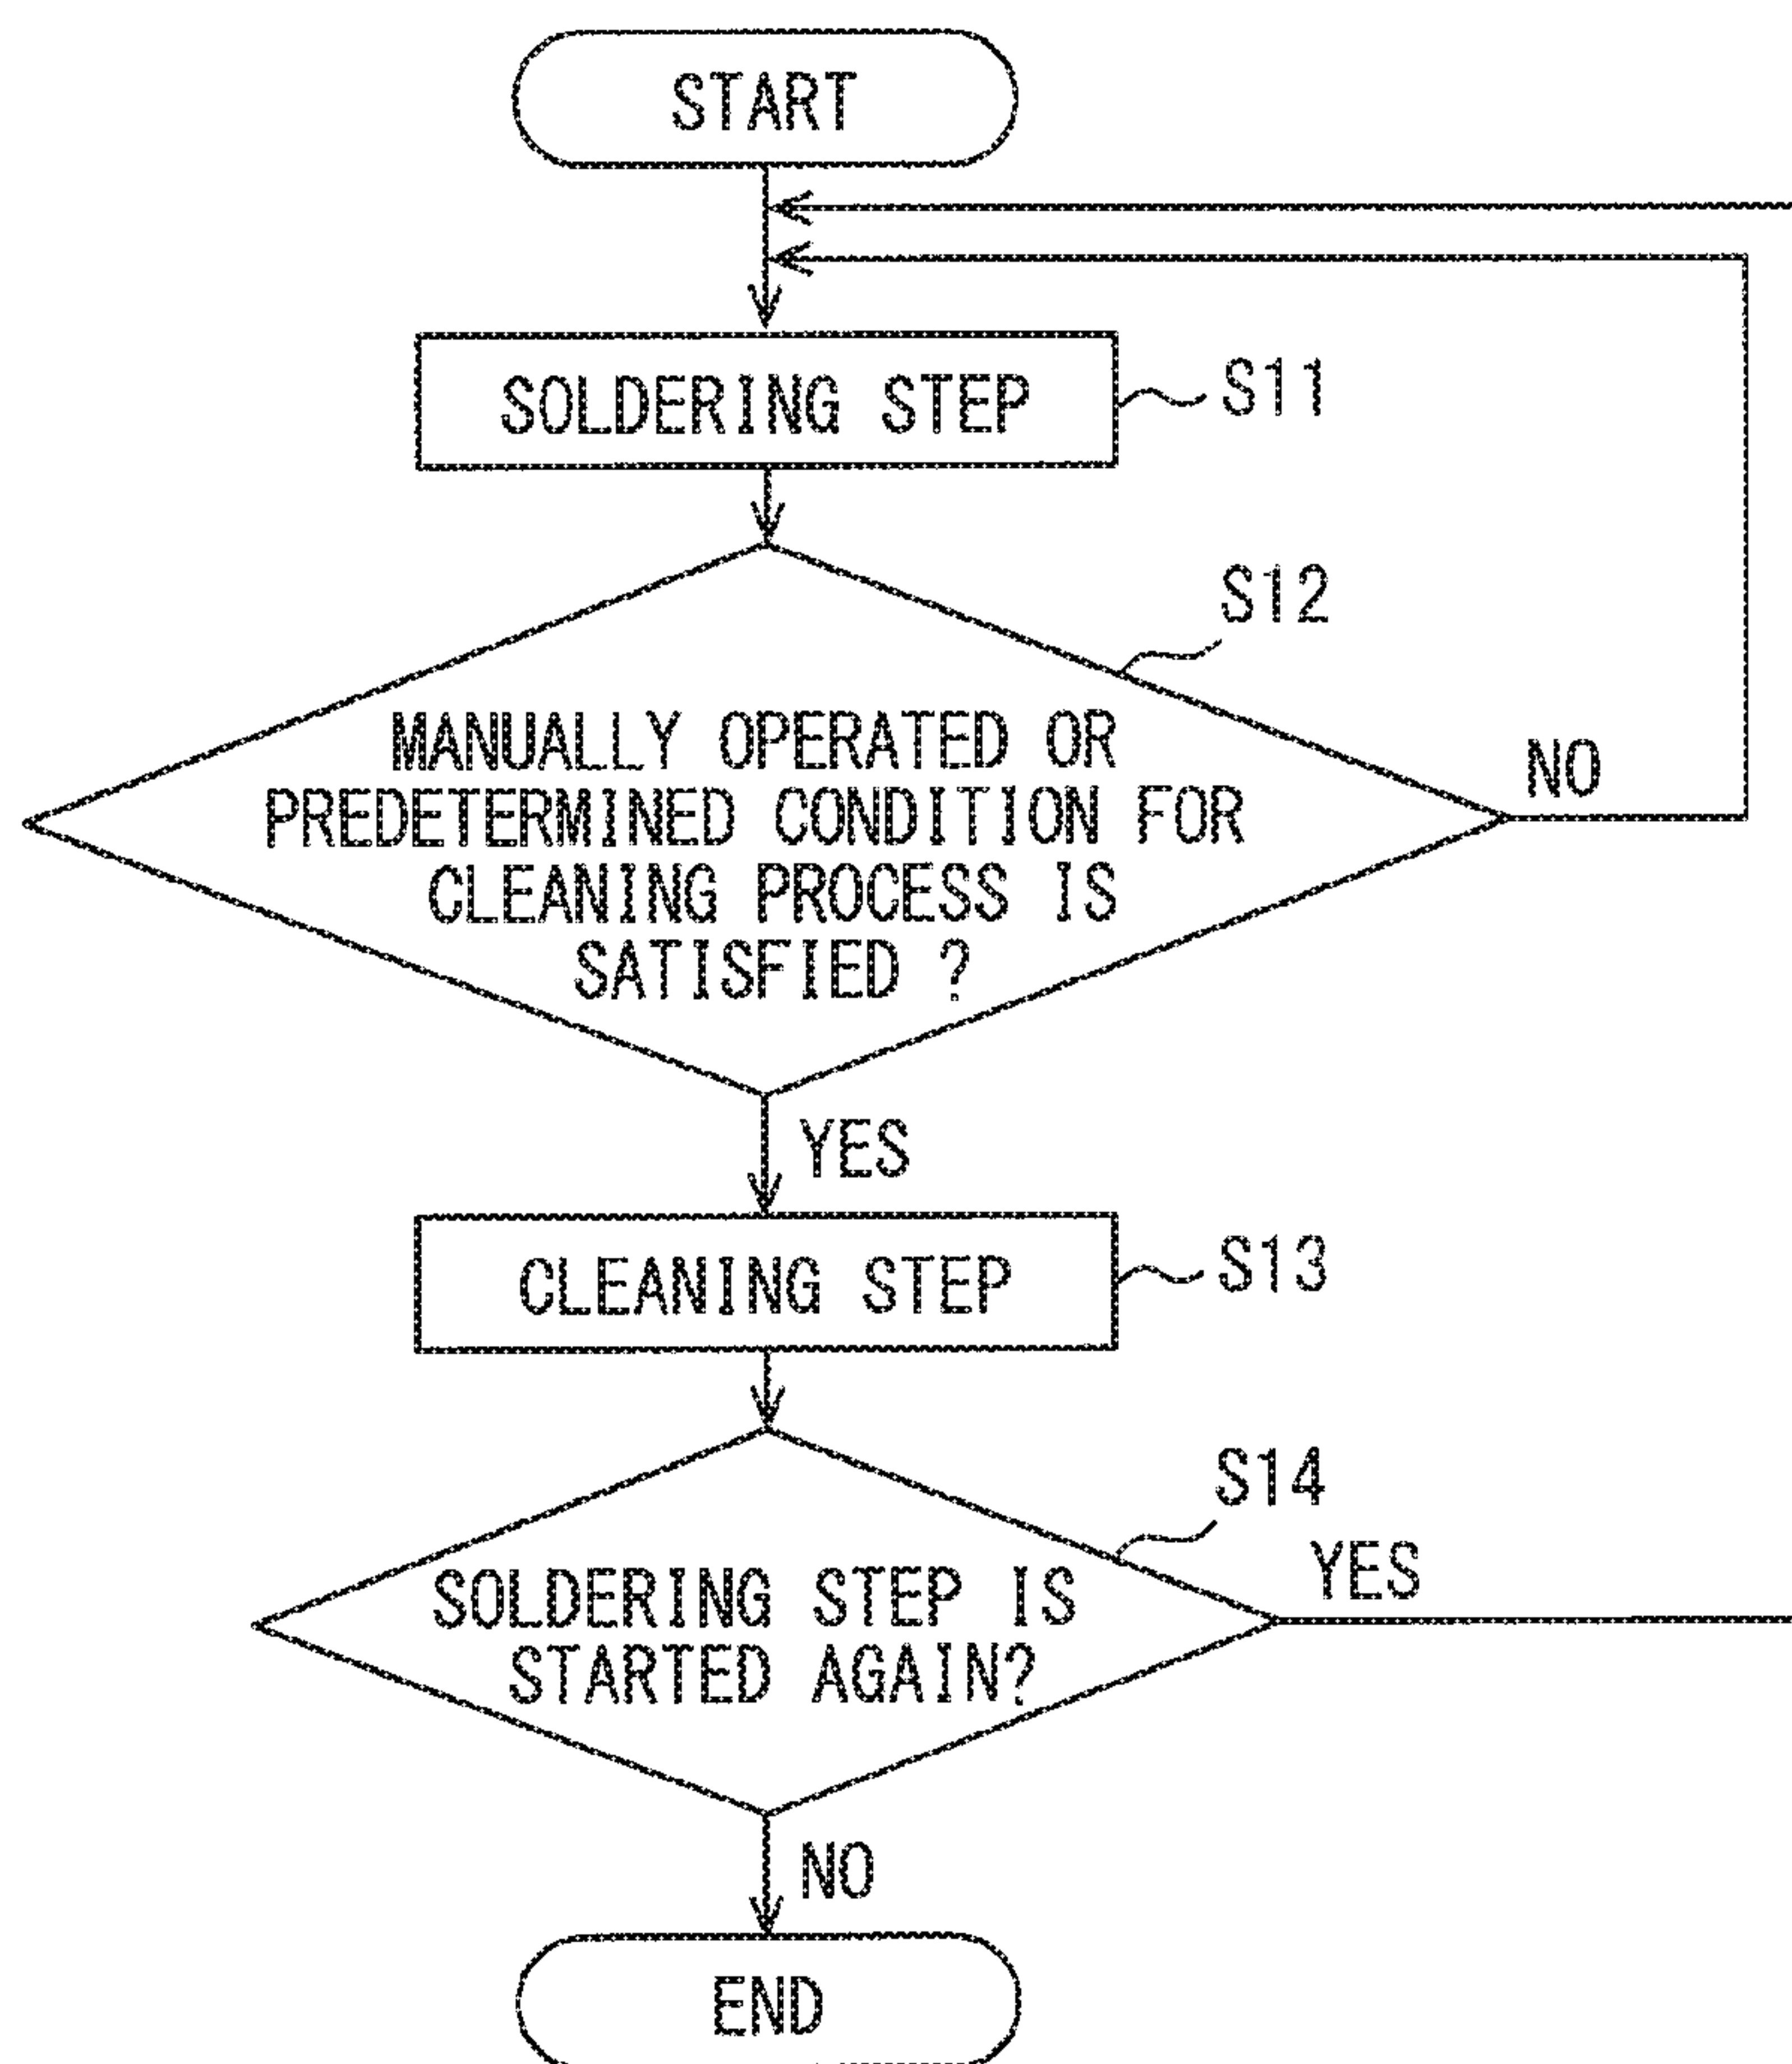 START
SOLDERING STEP
S11
S12
MANUALLY OPERATED OR
PREDETERMINED CONDITION FOR
CLEANING PROCESS IS
SATISFIED ?
NO
YES
CLEANING STEP
S13
S14
SOLDERING STEP IS
STARTED AGAIN?
YES
NO
END